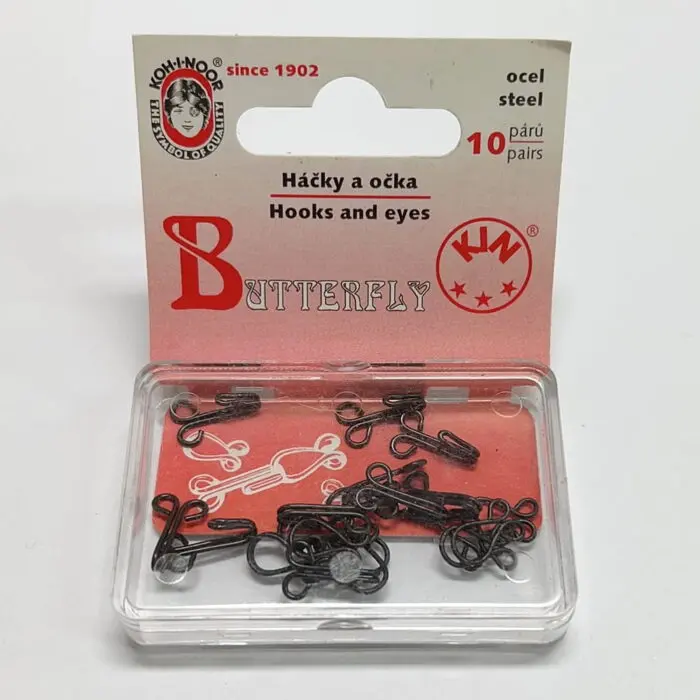 KOH-I-NOOR®
THE SYMBOL OF QUALITY
since 1902
ocel
steel
10 párů
pairs
Háčky a očka
Hooks and eyes
BUTTERFLY
KIN®